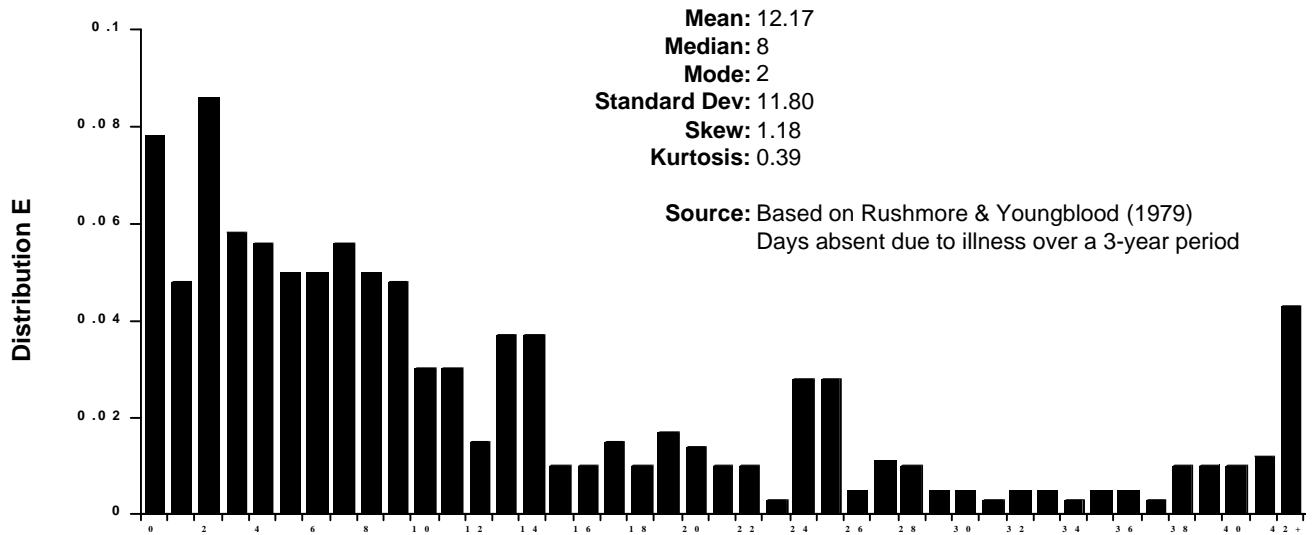 Mean: 12.17
Median: 8
Mode: 2
Standard Dev: 11.80
Skew: 1.18
Kurtosis: 0.39
Source: Based on Rushmore & Youngblood (1979)
Days absent due to illness over a 3-year period
Distribution E
0.1
0.08
0.06
0.04
0.02
0
0 2 4 6 8 10 12 14 16 18 20 22 24 26 28 30 32 34 36 38 40 42+